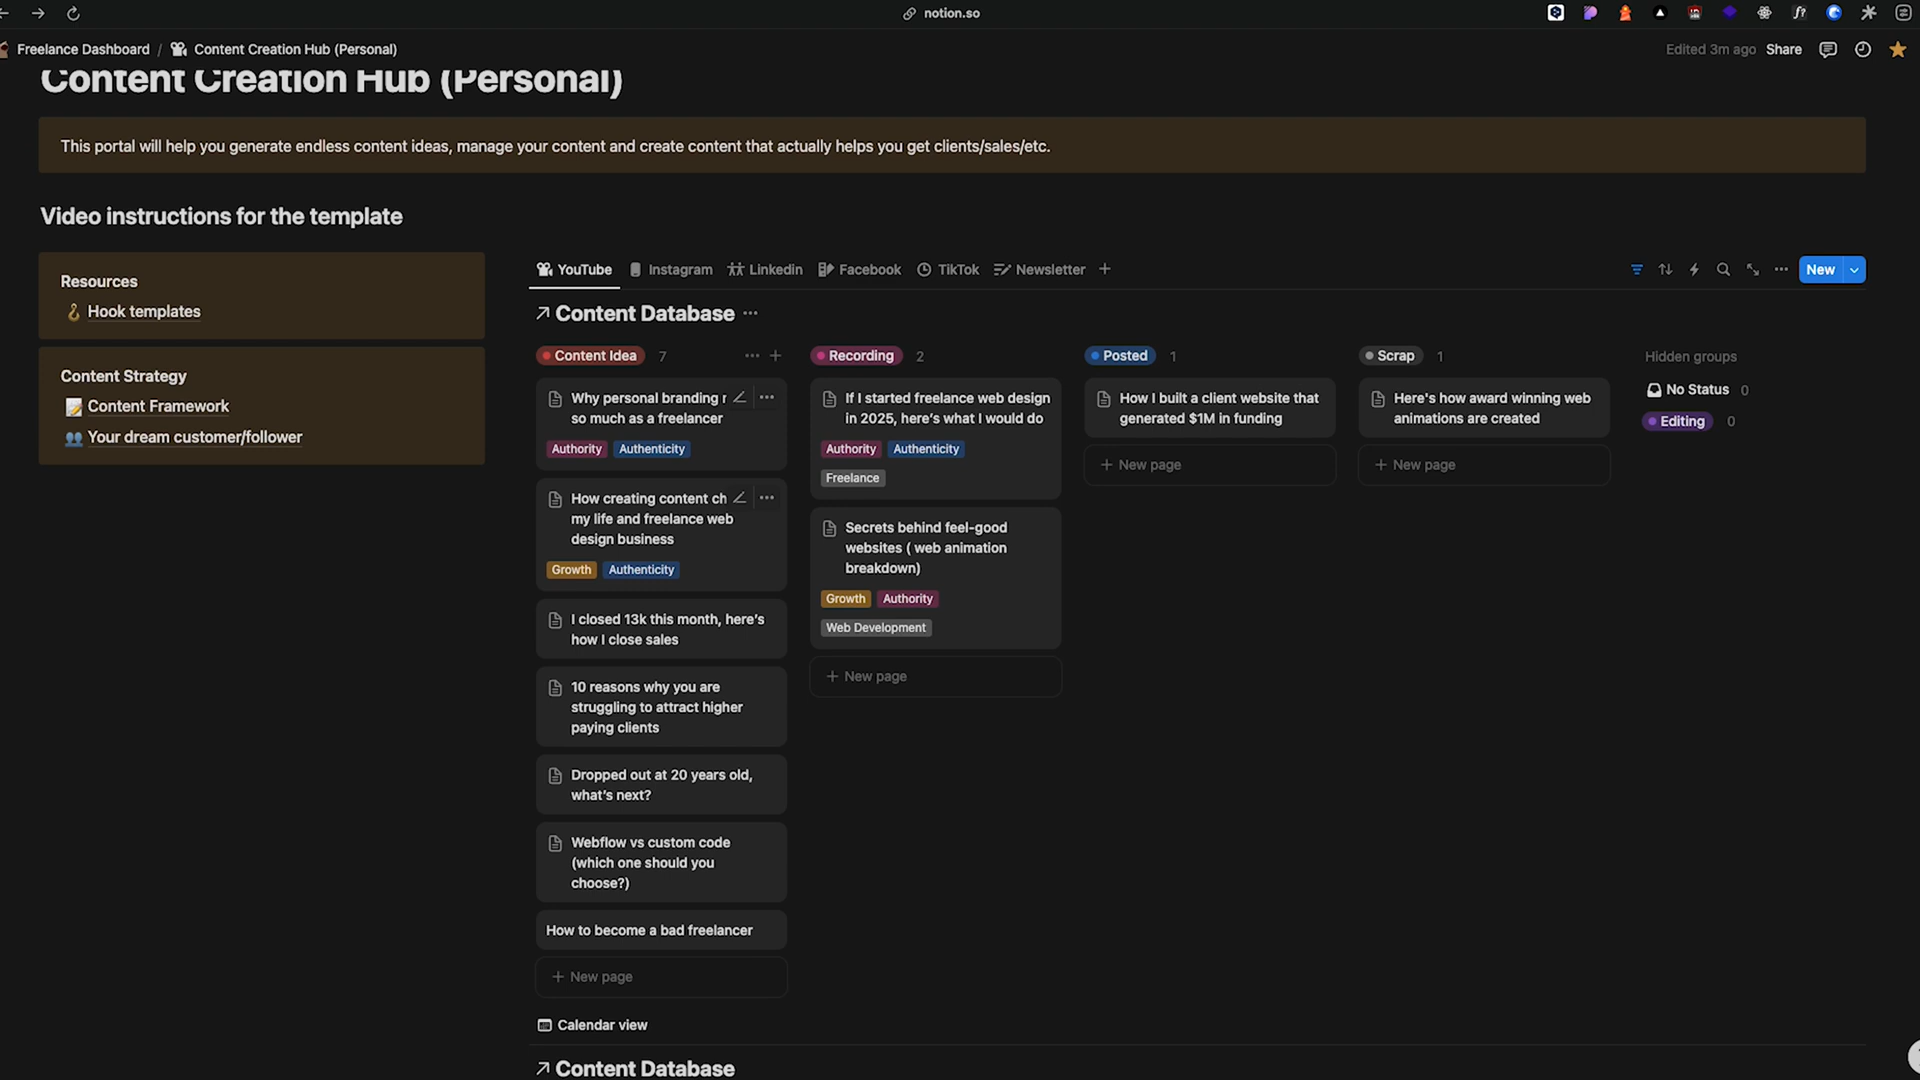 notion.so
Freelance Dashboard / Content Creation Hub (Personal)
Edited 3m ago Share
Content Creation Hub (Personal)
This portal will help you generate endless content ideas, manage your content and create content that actually helps you get clients/sales/etc.
Video instructions for the template
Resources
Hook templates
Content Strategy
Content Framework
Your dream customer/follower
YouTube Instagram Linkedin Facebook TikTok Newsletter
New
Content Database
Content Idea 7
Why personal branding
so much as a freelancer
Authority Authenticity
How creating content ch
my life and freelance web
design business
Growth Authenticity
I closed 13k this month, here's
how I close sales
10 reasons why you are
struggling to attract higher
paying clients
Dropped out at 20 years old,
what's next?
Webflow vs custom code
(which one should you
choose?)
How to become a bad freelancer
+ New page
Recording 2
If I started freelance web design
in 2025, here's what I would do
Authority Authenticity
Freelance
Secrets behind feel-good
websites ( web animation
breakdown)
Growth Authority
Web Development
+ New page
Posted 1
How I built a client website that
generated $1M in funding
+ New page
Scrap 1
Here's how award winning web
animations are created
+ New page
Hidden groups
No Status 0
Editing 0
Calendar view
Content Database